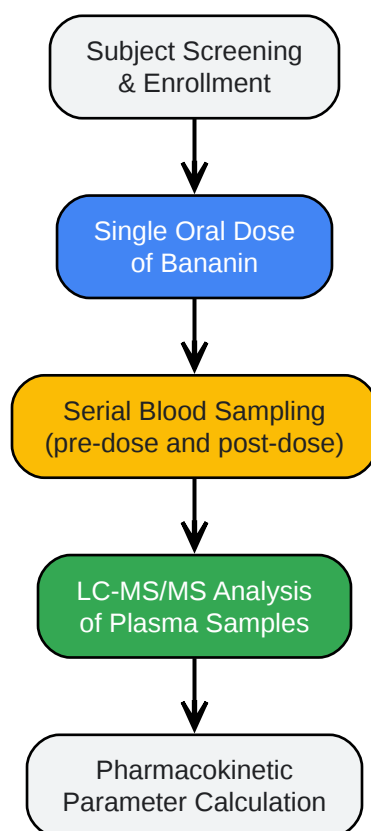 Subject Screening
& Enrollment
Single Oral Dose
of Bananin
Serial Blood Sampling
(pre-dose and post-dose)
LC-MS/MS Analysis
of Plasma Samples
Pharmacokinetic
Parameter Calculation